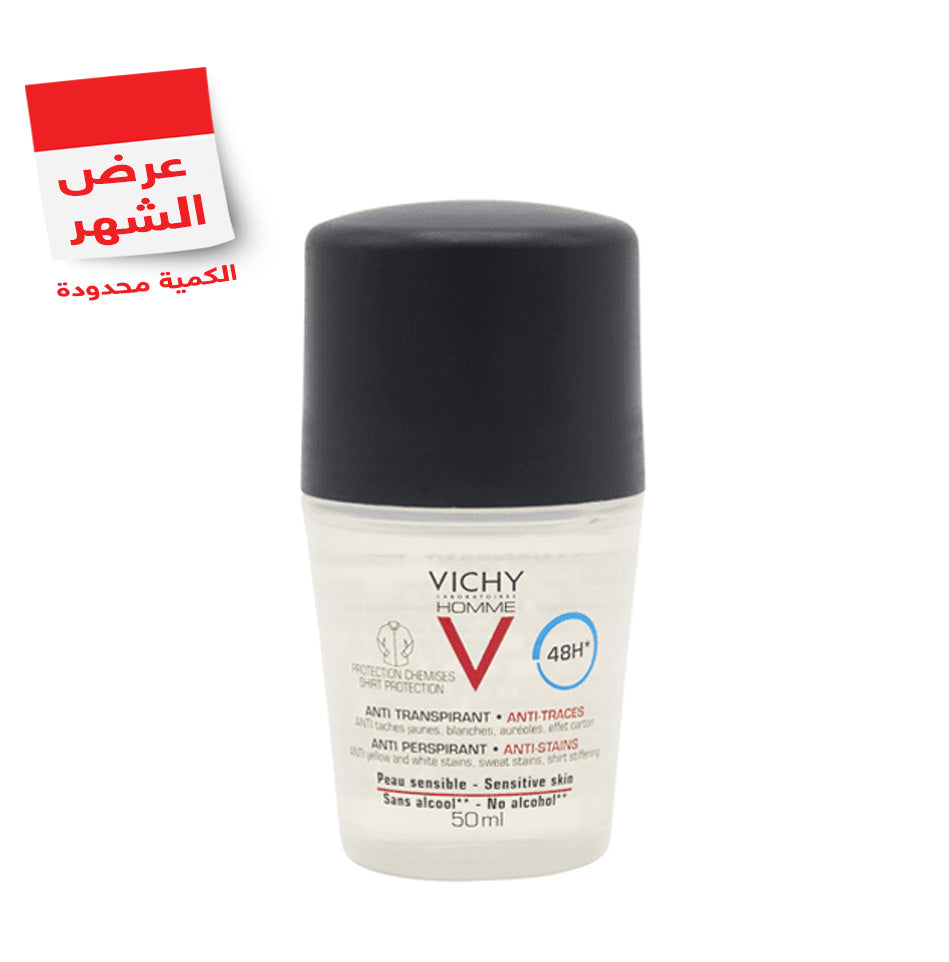 عرض
الشهر
الكمية محدودة
VICHY
LABORATOIRES
HOMME
V
48H*
PROTECTION CHEMISES
SHIRT PROTECTION
ANTI TRANSPIRANT • ANTI-TRACES
ANTI taches jaunes, blanches, auréoles, effet carton
ANTI PERSPIRANT • ANTI-STAINS
ANTI yellow and white stains, sweat stains, shirt stiffening
Peau sensible - Sensitive skin
Sans alcool** - No alcohol**
50ml